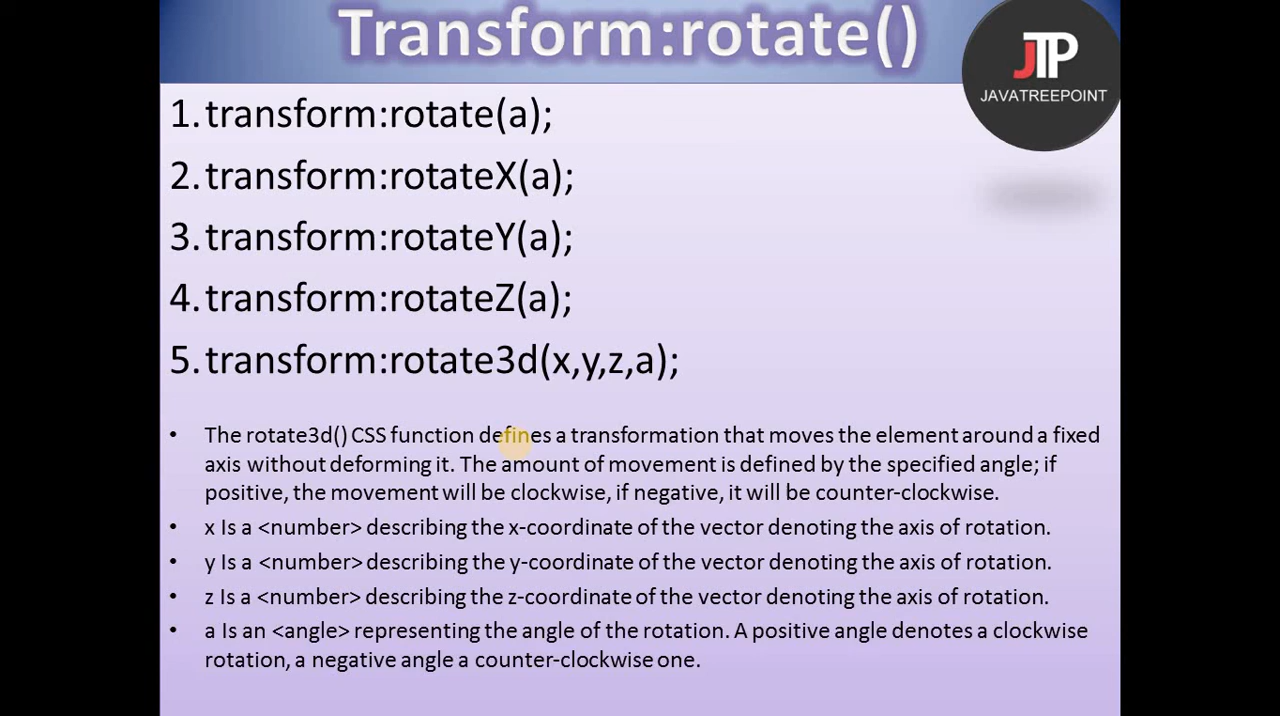 Transform:rotate()
JTP
JAVATREEPOINT
1. transform:rotate(a);
2. transform:rotateX(a);
3. transform:rotateY(a);
4. transform:rotateZ(a);
5. transform:rotate3d(x,y,z,a);
• The rotate3d() CSS function defines a transformation that moves the element around a fixed
axis without deforming it. The amount of movement is defined by the specified angle; if
positive, the movement will be clockwise, if negative, it will be counter-clockwise.
• x Is a <number> describing the x-coordinate of the vector denoting the axis of rotation.
• y Is a <number> describing the y-coordinate of the vector denoting the axis of rotation.
• z Is a <number> describing the z-coordinate of the vector denoting the axis of rotation.
• a Is an <angle> representing the angle of the rotation. A positive angle denotes a clockwise
rotation, a negative angle a counter-clockwise one.